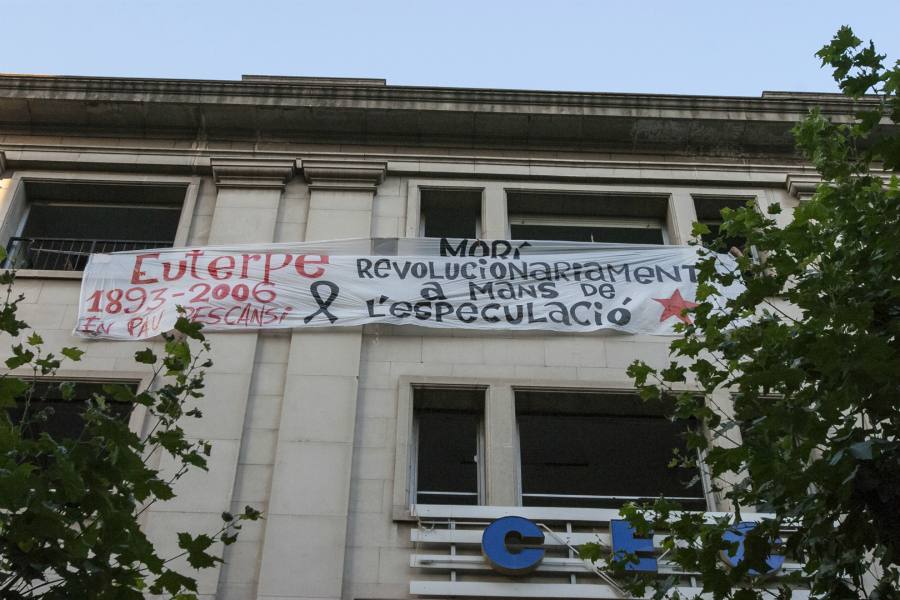 Euterpe
1893-2006
EN PAU DESCANSI
MORÍ
REVOLUCIONARIAMENT
a MANS DE
L'ESPECULACIÓ
C